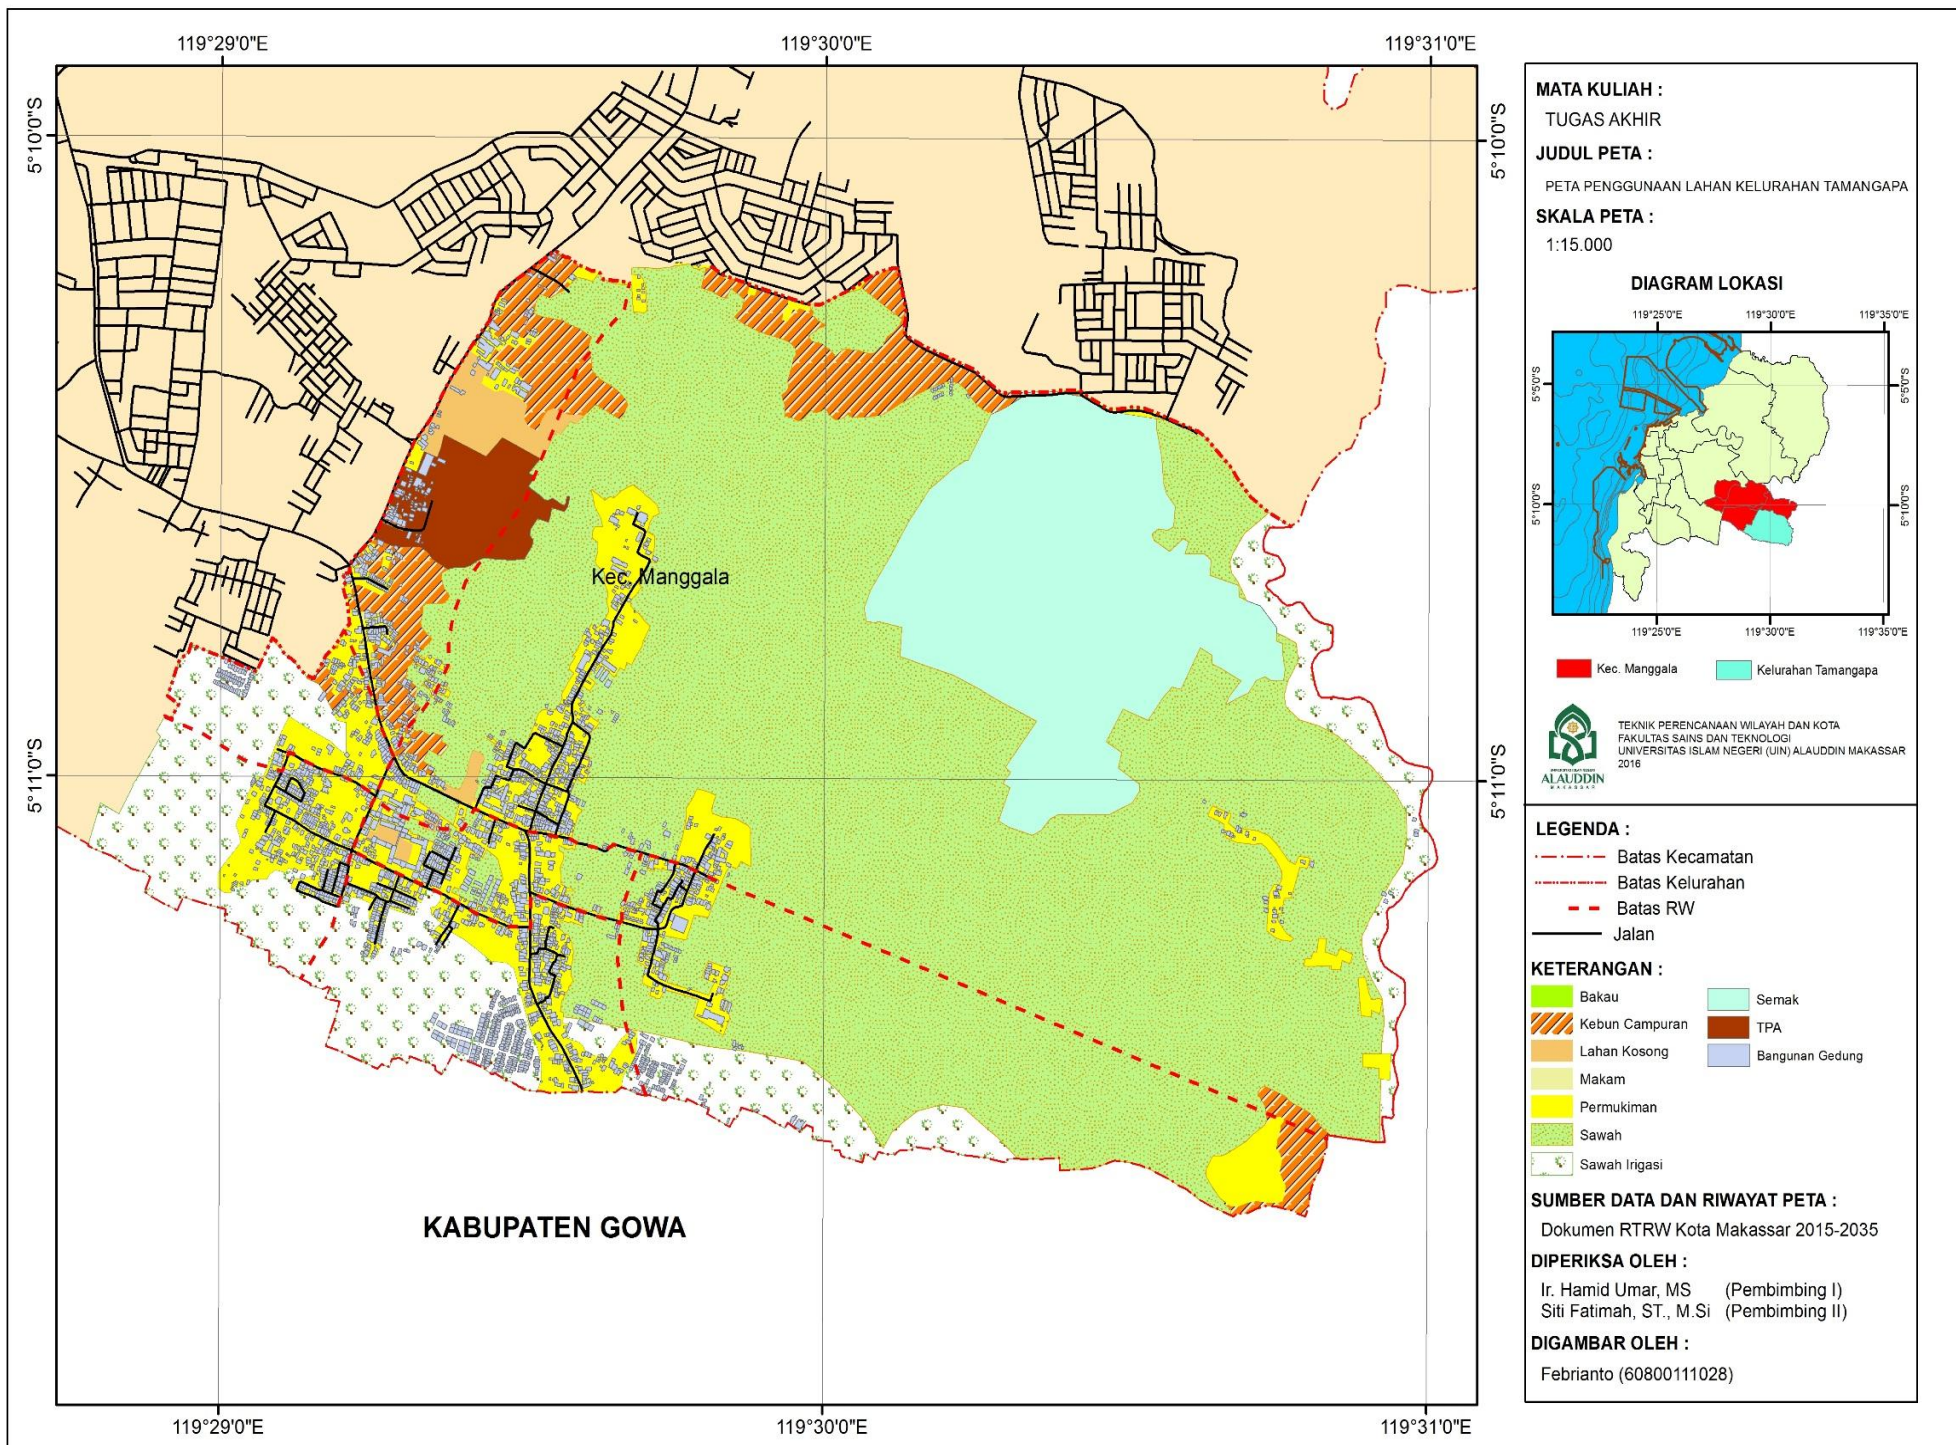 119°29'0"E
119°30'0"E
119°31'0"E
5°10'0"S
5°10'0"S
5°11'0"S
5°11'0"S
Kec. Manggala
KABUPATEN GOWA
119°29'0"E
119°30'0"E
119°31'0"E
MATA KULIAH :
TUGAS AKHIR
JUDUL PETA :
PETA PENGGUNAAN LAHAN KELURAHAN TAMANGAPA
SKALA PETA :
1:15.000
DIAGRAM LOKASI
119°25'0"E
119°30'0"E
119°35'0"E
5°5'0"S
5°5'0"S
5°10'0"S
5°10'0"S
119°25'0"E
119°30'0"E
119°35'0"E
Kec. Manggala
Kelurahan Tamangapa
TEKNIK PERENCANAAN WILAYAH DAN KOTA
FAKULTAS SAINS DAN TEKNOLOGI
UNIVERSITAS ISLAM NEGERI (UIN) ALAUDDIN MAKASSAR
2016
ALAUDDIN
MAKASSAR
LEGENDA :
Batas Kecamatan
Batas Kelurahan
Batas RW
Jalan
KETERANGAN :
Bakau
Kebun Campuran
Lahan Kosong
Makam
Permukiman
Sawah
Sawah Irigasi
Semak
TPA
Bangunan Gedung
SUMBER DATA DAN RIWAYAT PETA :
Dokumen RTRW Kota Makassar 2015-2035
DIPERIKSA OLEH :
Ir. Hamid Umar, MS (Pembimbing I)
Siti Fatimah, ST., M.Si (Pembimbing II)
DIGAMBAR OLEH :
Febrianto (60800111028)